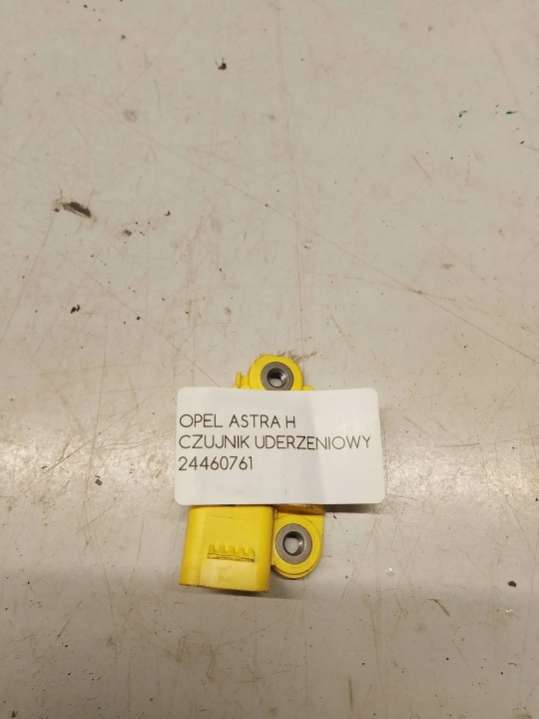 OPEL ASTRA H
CZUJNIK UDERZENIOWY
24460761